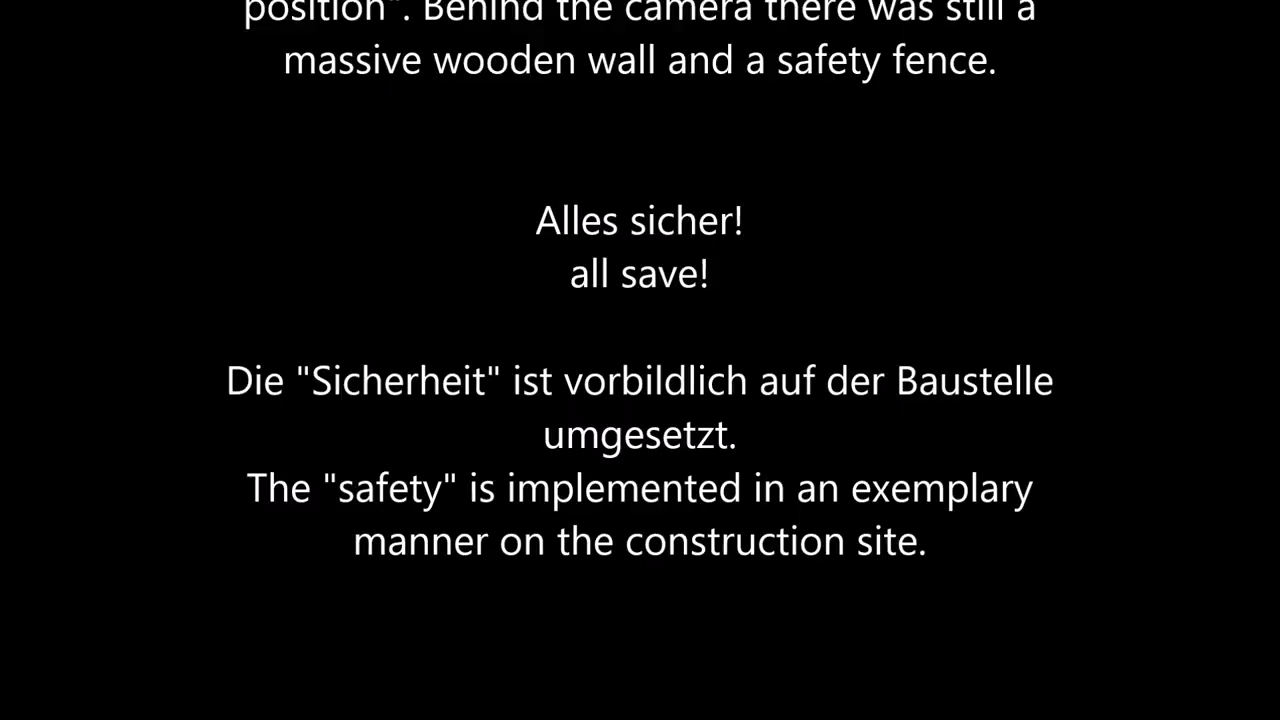 position". Behind the camera there was still a
massive wooden wall and a safety fence.
Alles sicher!
all save!
Die "Sicherheit" ist vorbildlich auf der Baustelle
umgesetzt.
The "safety" is implemented in an exemplary
manner on the construction site.